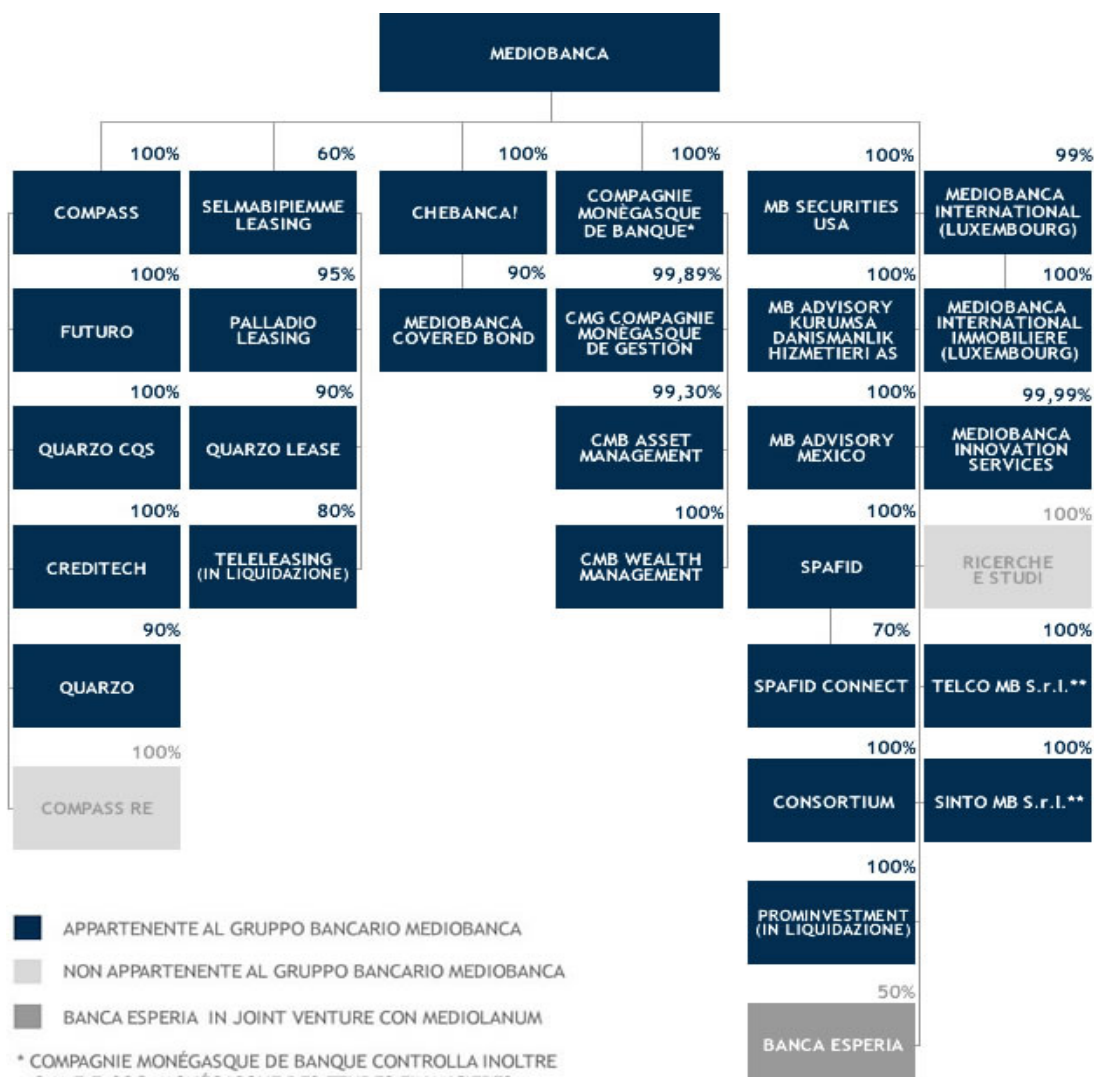 MEDIOBANCA
100%
COMPASS
100%
FUTURO
100%
QUARZO CQS
100%
CREDITECH
90%
QUARZO
100%
COMPASS RE
60%
SELMABIPIEMME
LEASING
95%
PALLADIO
LEASING
90%
QUARZO LEASE
80%
TELELEASING
(IN LIQUIDAZIONE)
100%
CHEBANCA!
90%
MEDIOBANCA
COVERED BOND
100%
COMPAGNIE
MONÈGASQUE
DE BANQUE*
99,89%
CMG COMPAGNIE
MONÈGASQUE
DE GESTIÓN
99,30%
CMB ASSET
MANAGEMENT
100%
CMB WEALTH
MANAGEMENT
100%
MB SECURITIES
USA
100%
MB ADVISORY
KURUMSA
DANISMANLIK
HIZMETIERI AS
100%
MB ADVISORY
MEXICO
100%
SPAFID
70%
SPAFID CONNECT
100%
CONSORTIUM
100%
PROMINVESTMENT
(IN LIQUIDAZIONE)
50%
BANCA ESPERIA
99%
MEDIOBANCA
INTERNATIONAL
(LUXEMBOURG)
100%
MEDIOBANCA
INTERNATIONAL
IMMOBILIERE
(LUXEMBOURG)
99,99%
MEDIOBANCA
INNOVATION
SERVICES
100%
RICERCHE
E STUDI
100%
TELCO MB S.r.l.**
100%
SINTO MB S.r.l.**
APPARTENENTE AL GRUPPO BANCARIO MEDIOBANCA
NON APPARTENENTE AL GRUPPO BANCARIO MEDIOBANCA
BANCA ESPERIA IN JOINT VENTURE CON MEDIOLANUM
* COMPAGNIE MONÉGASQUE DE BANQUE CONTROLLA INOLTRE